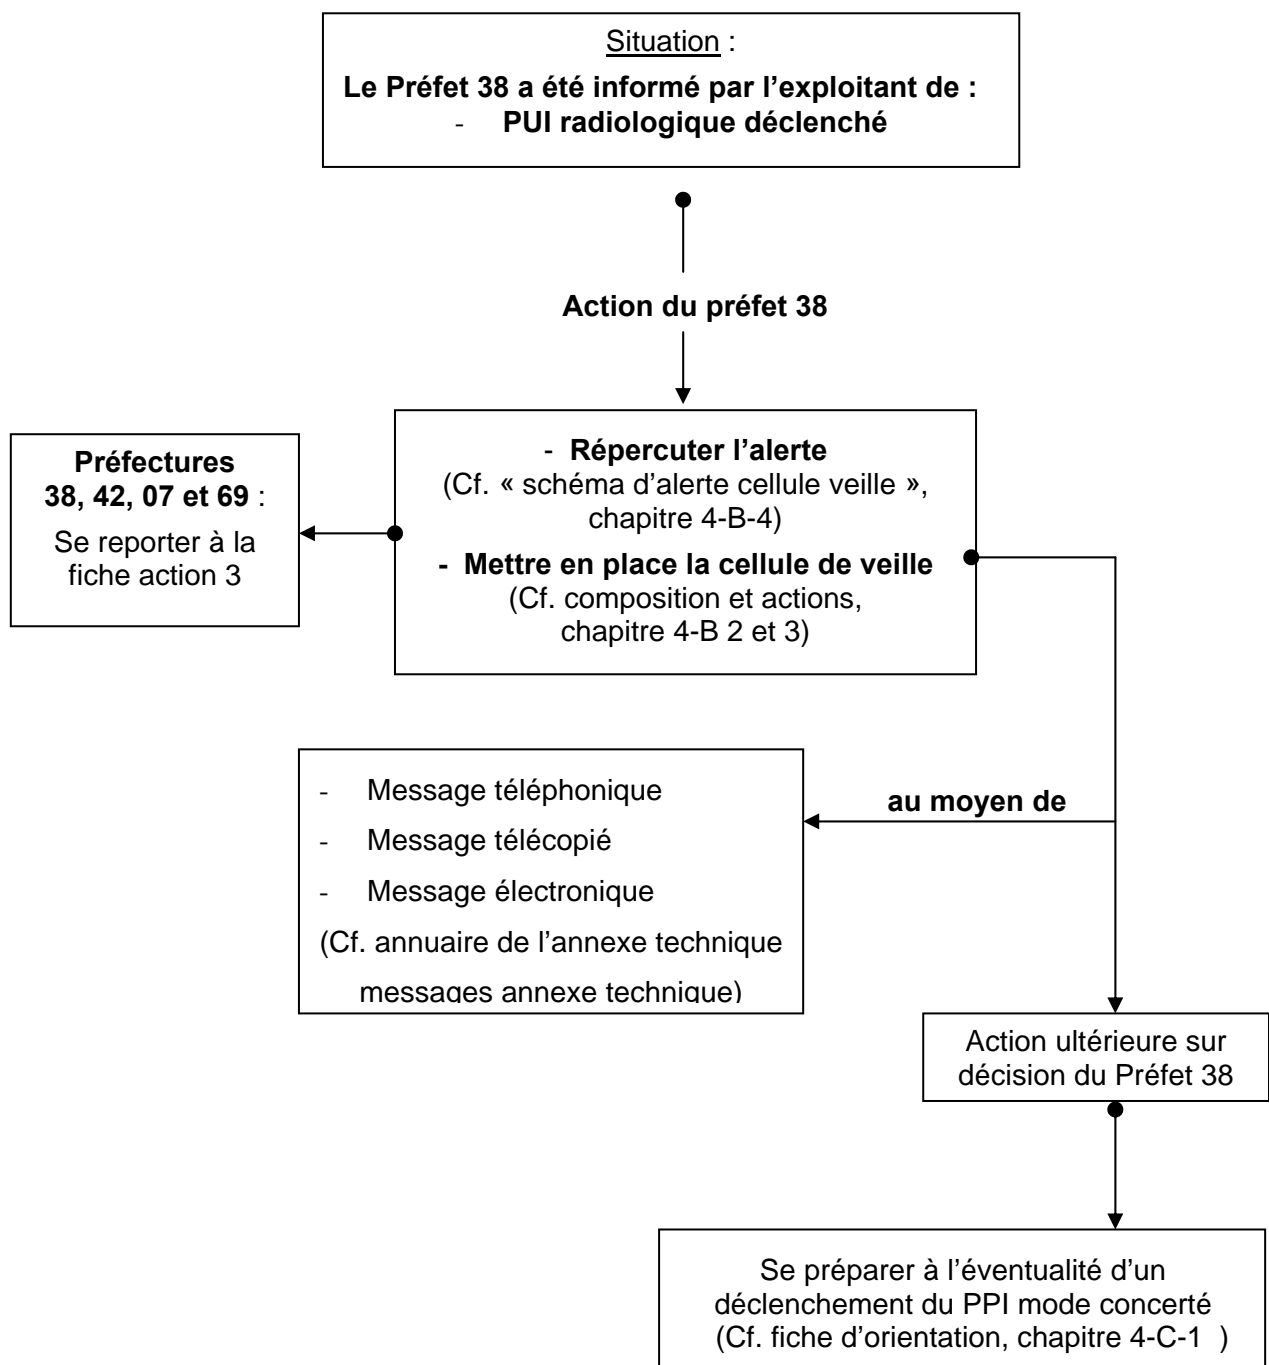 Situation :
Le Préfet 38 a été informé par l’exploitant de :
- PUI radiologique déclenché
Action du préfet 38
Préfectures
38, 42, 07 et 69 :
Se reporter à la
fiche action 3
- Répercuter l’alerte
(Cf. « schéma d’alerte cellule veille »,
chapitre 4-B-4)
- Mettre en place la cellule de veille
(Cf. composition et actions,
chapitre 4-B 2 et 3)
au moyen de
- Message téléphonique
- Message télécopié
- Message électronique
(Cf. annuaire de l’annexe technique
messages annexe technique)
Action ultérieure sur
décision du Préfet 38
Se préparer à l’éventualité d’un
déclenchement du PPI mode concerté
(Cf. fiche d’orientation, chapitre 4-C-1 )